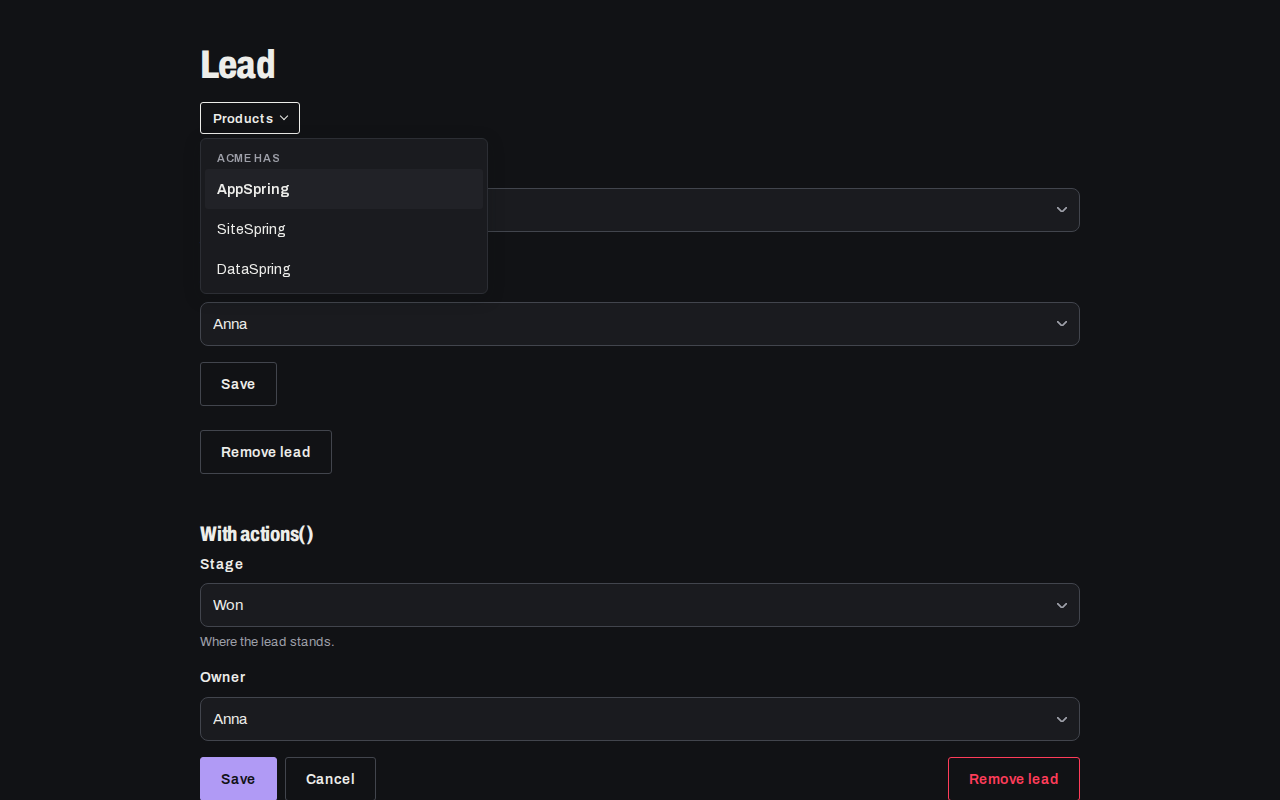 Lead
Products
ACME HAS
AppSpring
SiteSpring
DataSpring
Anna
Save
Remove lead
With actions()
Stage
Won
Where the lead stands.
Owner
Anna
Save
Cancel
Remove lead